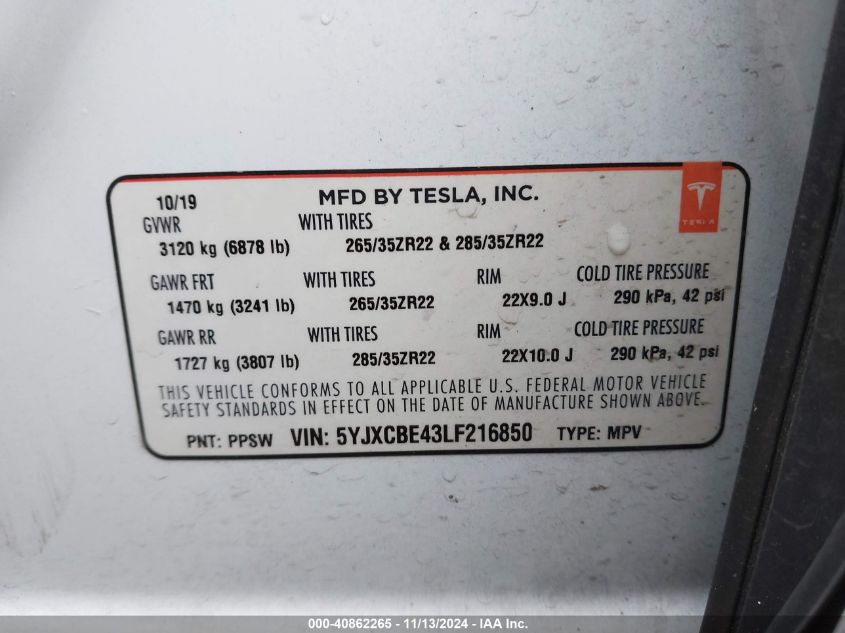 10/19 MFD BY TESLA, INC.
TESLA
GVWR WITH TIRES
3120 kg (6878 lb) 265/35ZR22 & 285/35ZR22
GAWR FRT WITH TIRES RIM COLD TIRE PRESSURE
1470 kg (3241 lb) 265/35ZR22 22X9.0 J 290 kPa, 42 psi
GAWR RR WITH TIRES RIM COLD TIRE PRESSURE
1727 kg (3807 lb) 285/35ZR22 22X10.0 J 290 kPa, 42 psi
THIS VEHICLE CONFORMS TO ALL APPLICABLE U.S. FEDERAL MOTOR VEHICLE
SAFETY STANDARDS IN EFFECT ON THE DATE OF MANUFACTURE SHOWN ABOVE.
PNT: PPSW VIN: 5YJXCBE43LF216850 TYPE: MPV
000-40862265 - 11/13/2024 - IAA Inc.